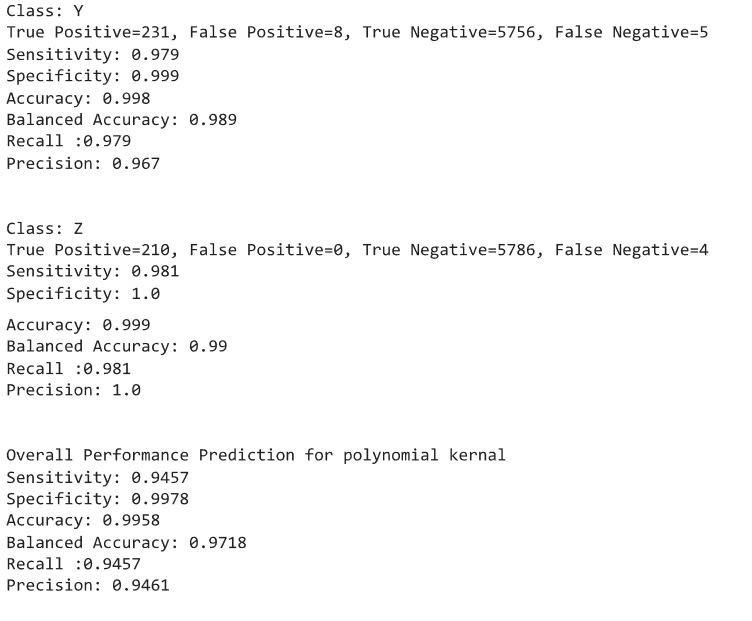 Class: Y
True Positive=231, False Positive=8, True Negative=5756, False Negative=5
Sensitivity: 0.979
Specificity: 0.999
Accuracy: 0.998
Balanced Accuracy: 0.989
Recall :0.979
Precision: 0.967
Class: Z
True Positive=210, False Positive=0, True Negative=5786, False Negative=4
Sensitivity: 0.981
Specificity: 1.0
Accuracy: 0.999
Balanced Accuracy: 0.99
Recall :0.981
Precision: 1.0
Overall Performance Prediction for polynomial kernal
Sensitivity: 0.9457
Specificity: 0.9978
Accuracy: 0.9958
Balanced Accuracy: 0.9718
Recall :0.9457
Precision: 0.9461